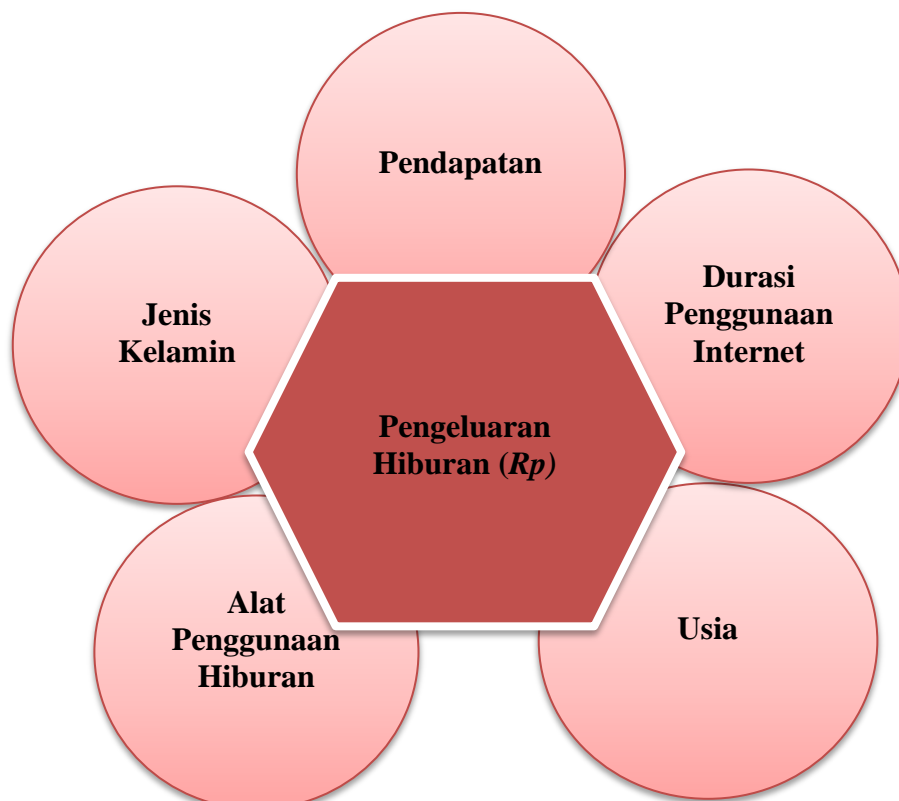 Pendapatan
Durasi
Penggunaan
Internet
Jenis
Kelamin
Pengeluaran
Hiburan (Rp)
Alat
Penggunaan
Hiburan
Usia